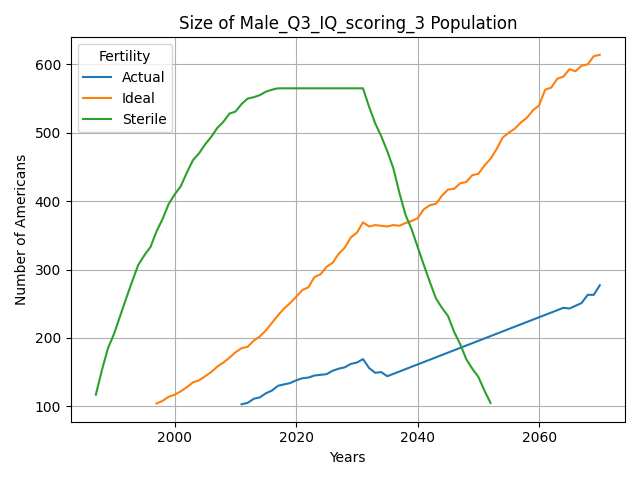 Size of Male_Q3_IQ_scoring_3 Population
Fertility
Actual
Ideal
Sterile
Number of Americans
600
500
400
300
200
100
2000
2020
2040
2060
Years